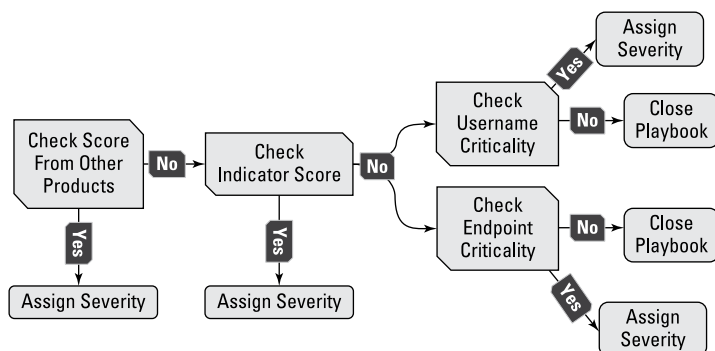 Check Score
From Other
Products
No
Yes
Assign Severity
Check
Indicator Score
No
Yes
Assign Severity
Check
Username
Criticality
Yes
Assign
Severity
No
Close
Playbook
Check
Endpoint
Criticality
No
Close
Playbook
Yes
Assign
Severity